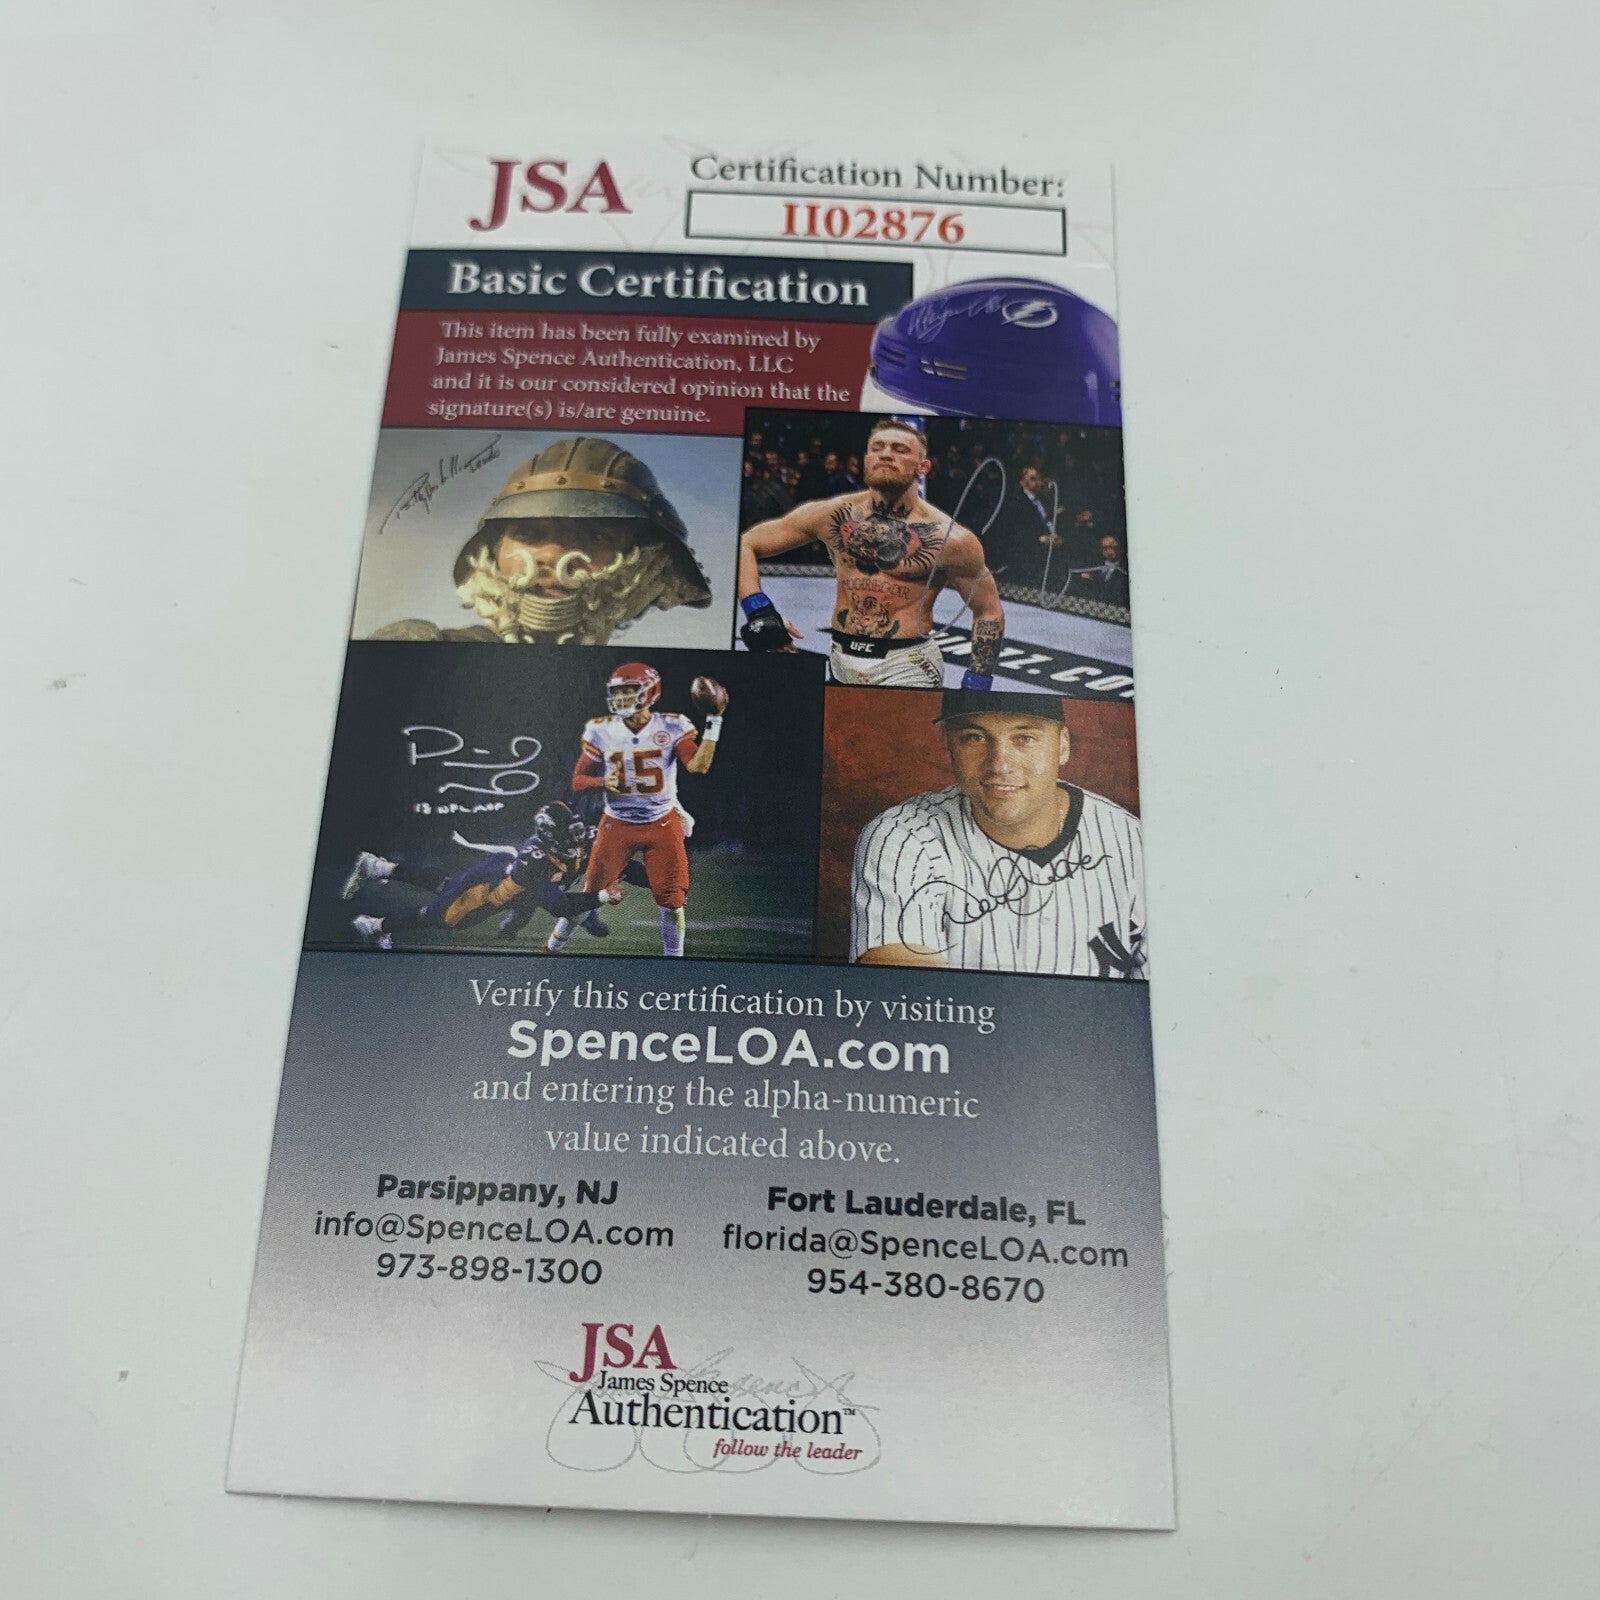 JSA
Certification Number:
II02876
Basic Certification
This item has been fully examined by
James Spence Authentication, LLC
and it is our considered opinion that the
signature(s) is/are genuine.
UFC
15
Verify this certification by visiting
SpenceLOA.com
and entering the alpha-numeric
value indicated above.
Parsippany, NJ
info@SpenceLOA.com
973-898-1300
Fort Lauderdale, FL
florida@SpenceLOA.com
954-380-8670
JSA
James Spence
Authentication™
follow the leader